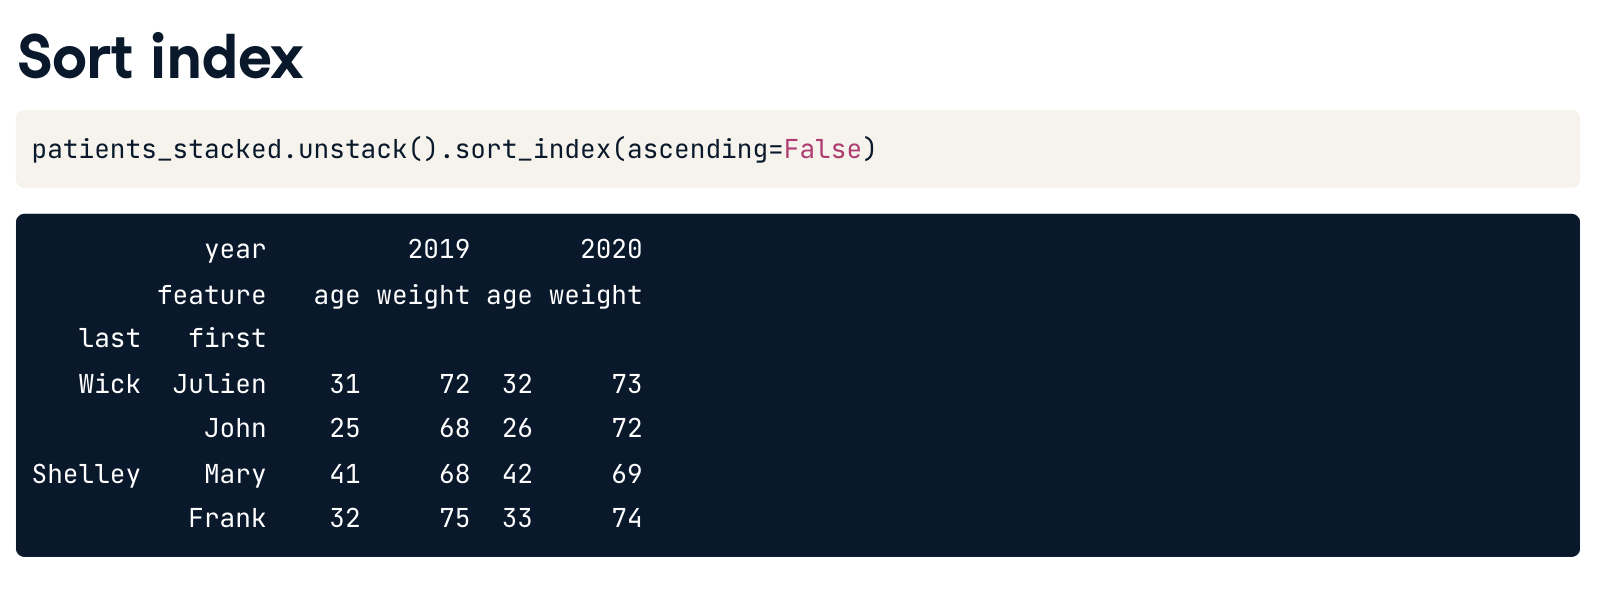 Sort index
patients_stacked.unstack().sort_index(ascending=False)
year 2019 2020
feature age weight age weight
last first
Wick Julien 31 72 32 73
John 25 68 26 72
Shelley Mary 41 68 42 69
Frank 32 75 33 74